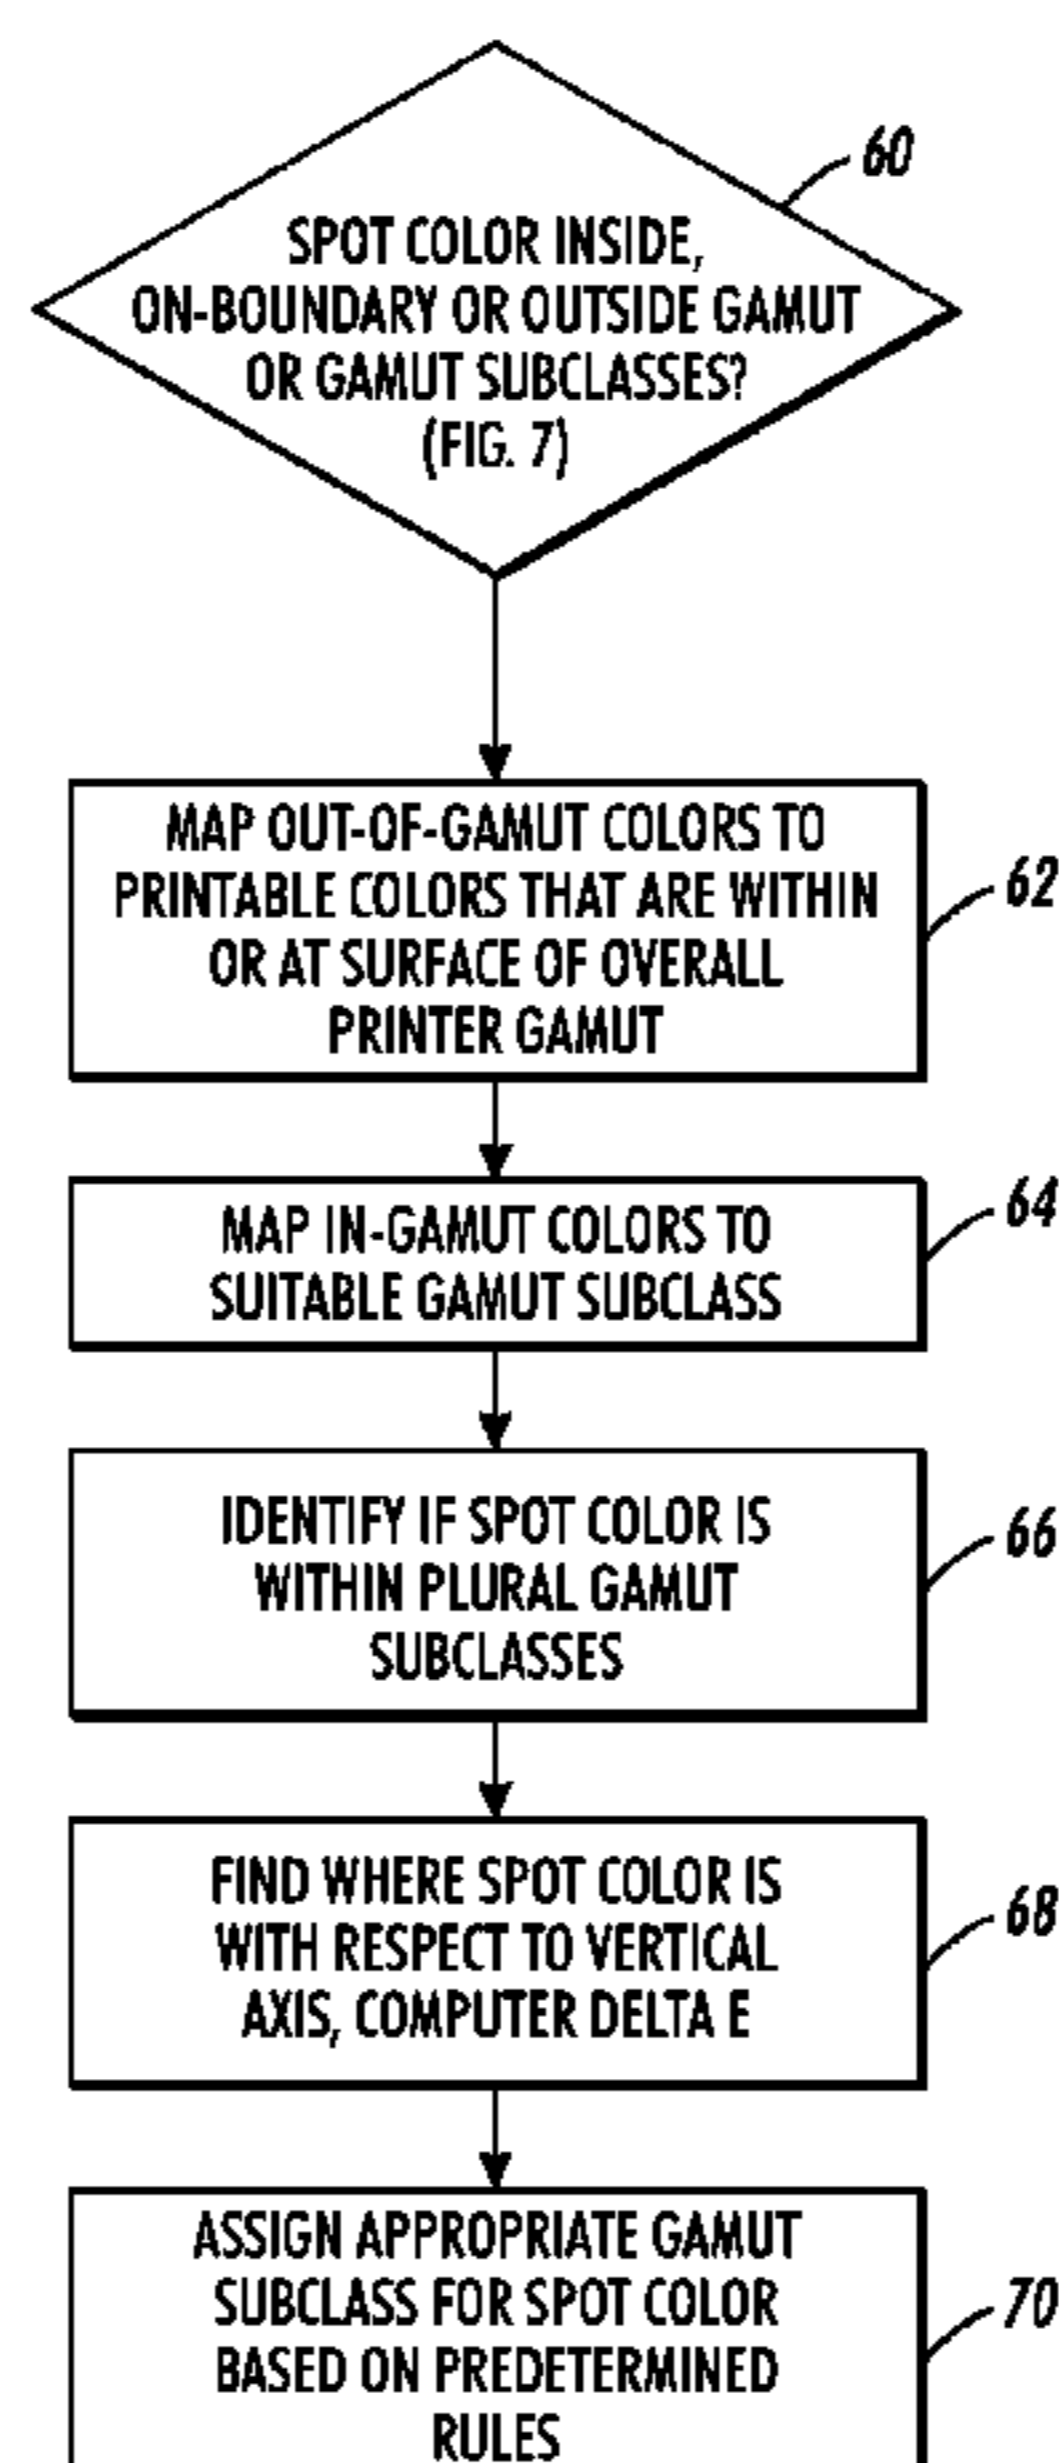 60
SPOT COLOR INSIDE,
ON-BOUNDARY OR OUTSIDE GAMUT
OR GAMUT SUBCLASSES?
(FIG. 7)
MAP OUT-OF-GAMUT COLORS TO
PRINTABLE COLORS THAT ARE WITHIN
OR AT SURFACE OF OVERALL
PRINTER GAMUT
62
MAP IN-GAMUT COLORS TO
SUITABLE GAMUT SUBCLASS
64
IDENTIFY IF SPOT COLOR IS
WITHIN PLURAL GAMUT
SUBCLASSES
66
FIND WHERE SPOT COLOR IS
WITH RESPECT TO VERTICAL
AXIS, COMPUTER DELTA E
68
ASSIGN APPROPRIATE GAMUT
SUBCLASS FOR SPOT COLOR
BASED ON PREDETERMINED
RULES
70